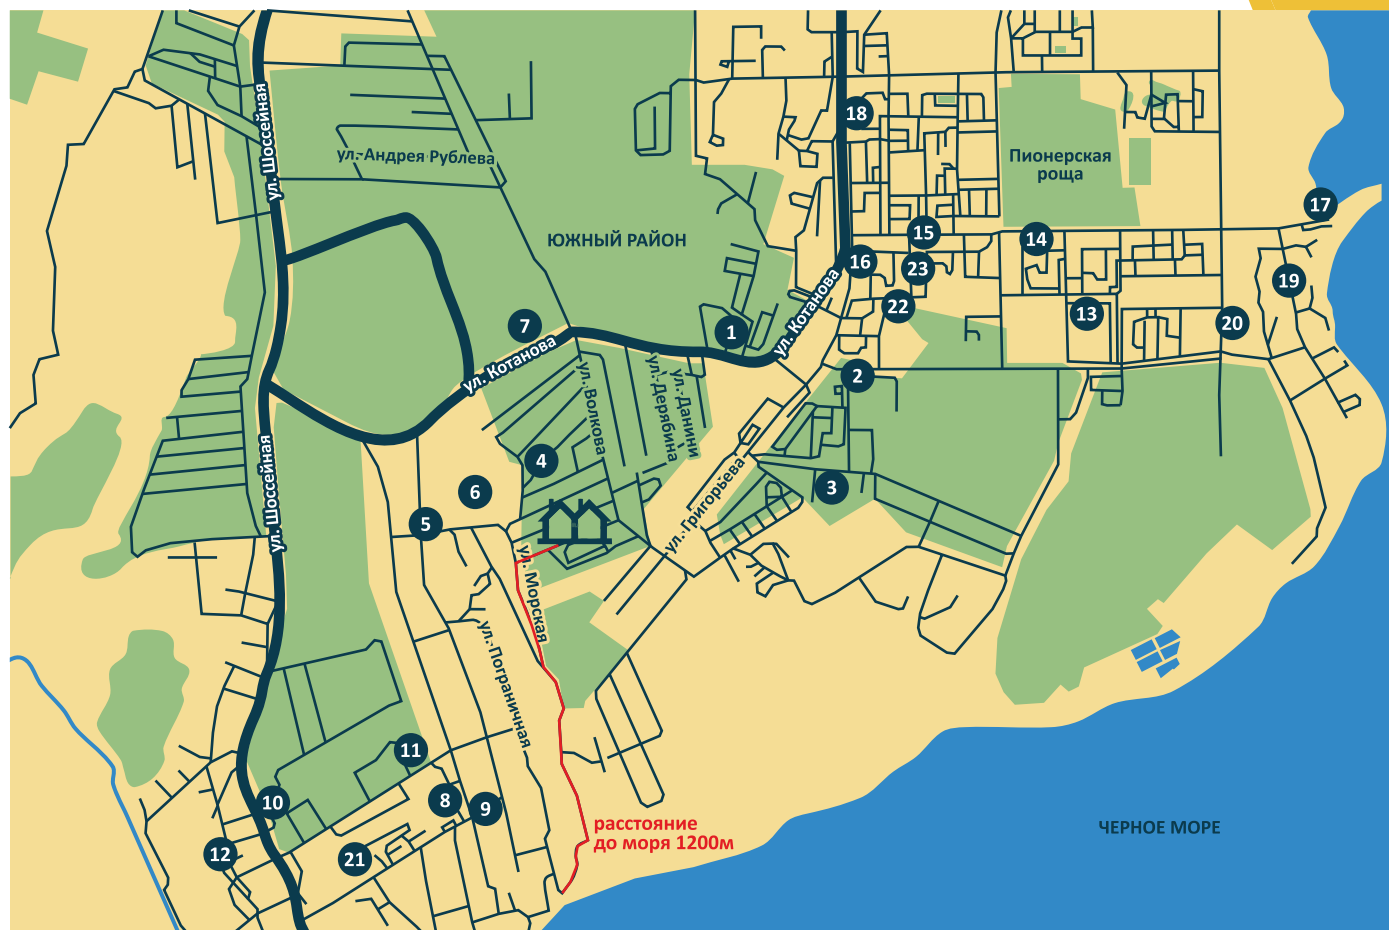 ул. Шоссейная
18
ул. Андрея Рублева
Пионерская
роща
17
ЮЖНЫЙ РАЙОН
15
14
16
23
19
22
13
20
7
1
ул. Котанова
ул. Котанова
2
ул. Волкова
ул. Дерябина
ул. Данини
4
3
6
5
ул. Григорьева
ул. Шоссейная
ул. Морская
ул. Пограничная
11
10
8
9
расстояние
до моря 1200м
ЧЕРНОЕ МОРЕ
12
21